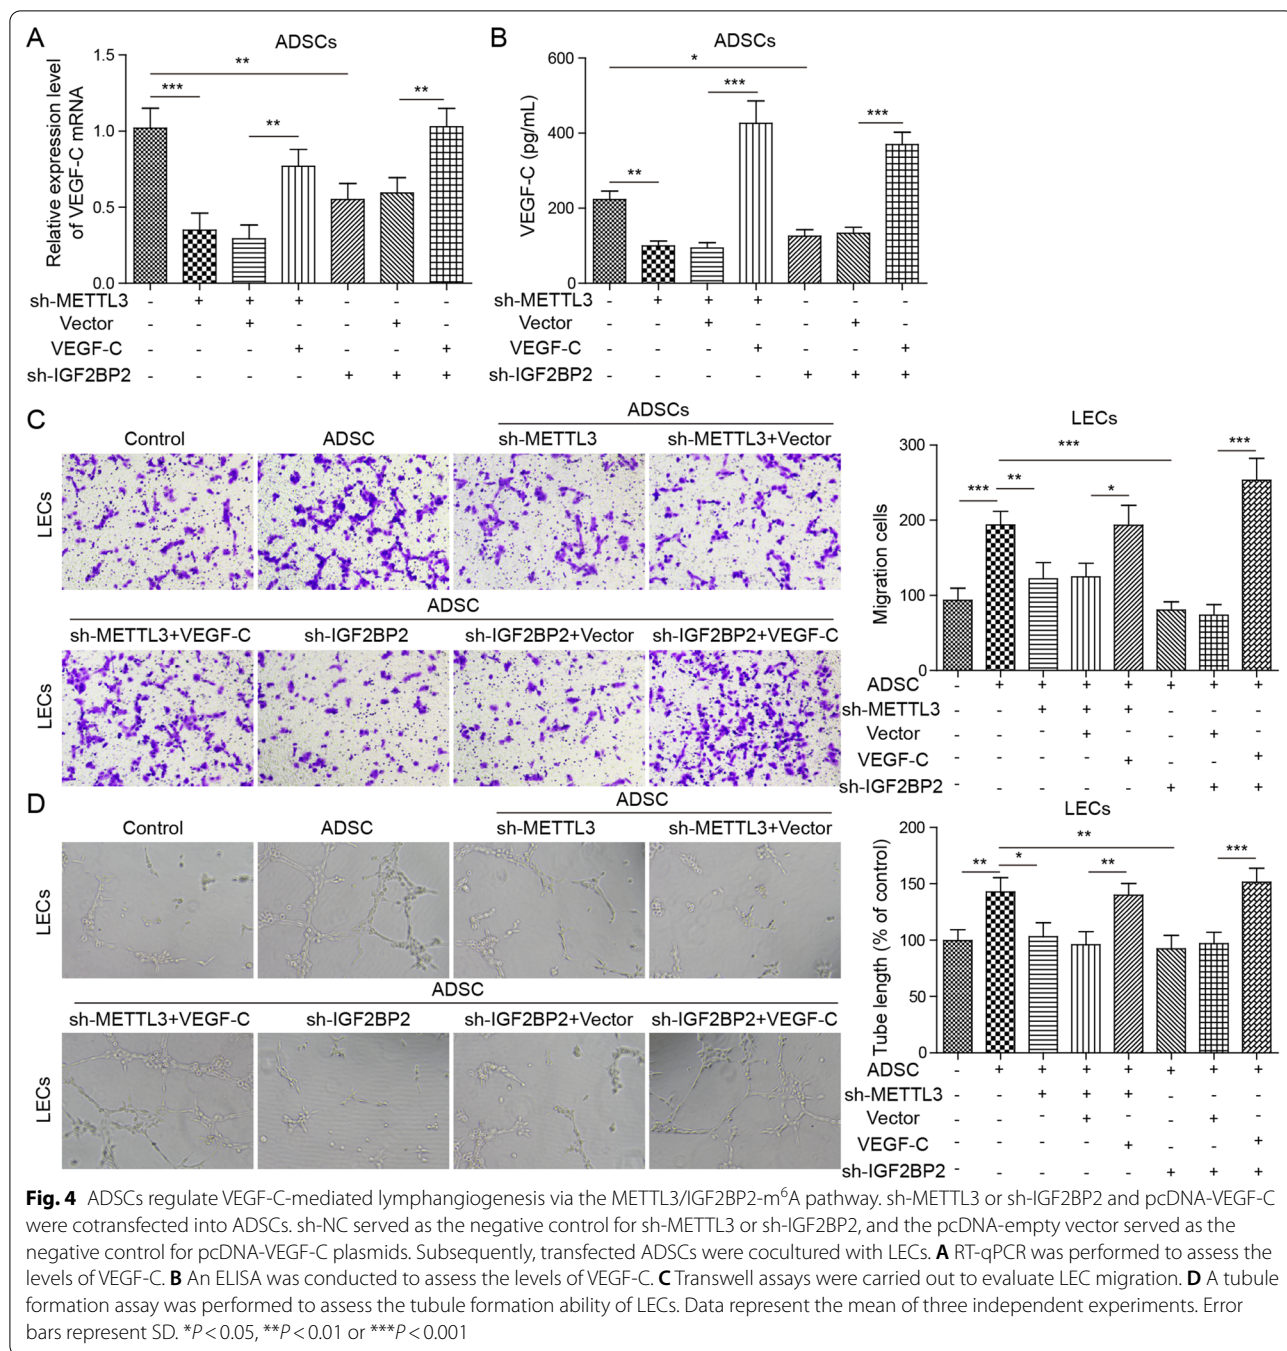 A
ADSCs
Relative expression level
of VEGF-C mRNA
1.5
1.0
0.5
0.0
*** ** ** **
sh-METTL3 - + + + - - -
Vector - - + - - + -
VEGF-C - - - + - - +
sh-IGF2BP2 - - - - + + +
B
ADSCs
VEGF-C (pg/mL)
600
400
200
0
** *** * ***
sh-METTL3 - + + + - - -
Vector - - + - - + -
VEGF-C - - - + - - +
sh-IGF2BP2 - - - - + + +
C
ADSCs
Control ADSC sh-METTL3 sh-METTL3+Vector
LECs
ADSC
sh-METTL3+VEGF-C sh-IGF2BP2 sh-IGF2BP2+Vector sh-IGF2BP2+VEGF-C
LECs
LECs
Migration cells
300
200
100
0
*** ** *** * ***
ADSC - + + + + + + +
sh-METTL3 - - + + + - - -
Vector - - - + - - + -
VEGF-C - - - - + - - +
sh-IGF2BP2 - - - - - + + +
D
ADSC
Control ADSC sh-METTL3 sh-METTL3+Vector
LECs
ADSC
sh-METTL3+VEGF-C sh-IGF2BP2 sh-IGF2BP2+Vector sh-IGF2BP2+VEGF-C
LECs
LECs
Tube length (% of control)
200
150
100
50
0
** * ** ** ***
ADSC - + + + + + + +
sh-METTL3 - - + + + - - -
Vector - - - + - - + -
VEGF-C - - - - + - - +
sh-IGF2BP2 - - - - - + + +
Fig. 4 ADSCs regulate VEGF-C-mediated lymphangiogenesis via the METTL3/IGF2BP2-m⁶A pathway. sh-METTL3 or sh-IGF2BP2 and pcDNA-VEGF-C
were cotransfected into ADSCs. sh-NC served as the negative control for sh-METTL3 or sh-IGF2BP2, and the pcDNA-empty vector served as the
negative control for pcDNA-VEGF-C plasmids. Subsequently, transfected ADSCs were cocultured with LECs. A RT-qPCR was performed to assess the
levels of VEGF-C. B An ELISA was conducted to assess the levels of VEGF-C. C Transwell assays were carried out to evaluate LEC migration. D A tubule
formation assay was performed to assess the tubule formation ability of LECs. Data represent the mean of three independent experiments. Error
bars represent SD. *P < 0.05, **P < 0.01 or ***P < 0.001